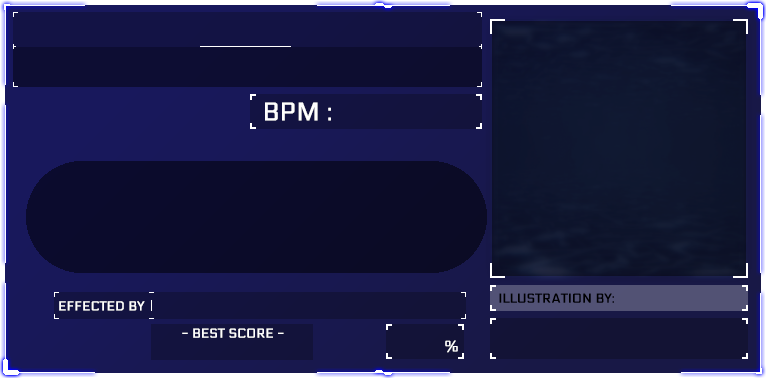 BPM :
EFFECTED BY
- BEST SCORE -
%
ILLUSTRATION BY: